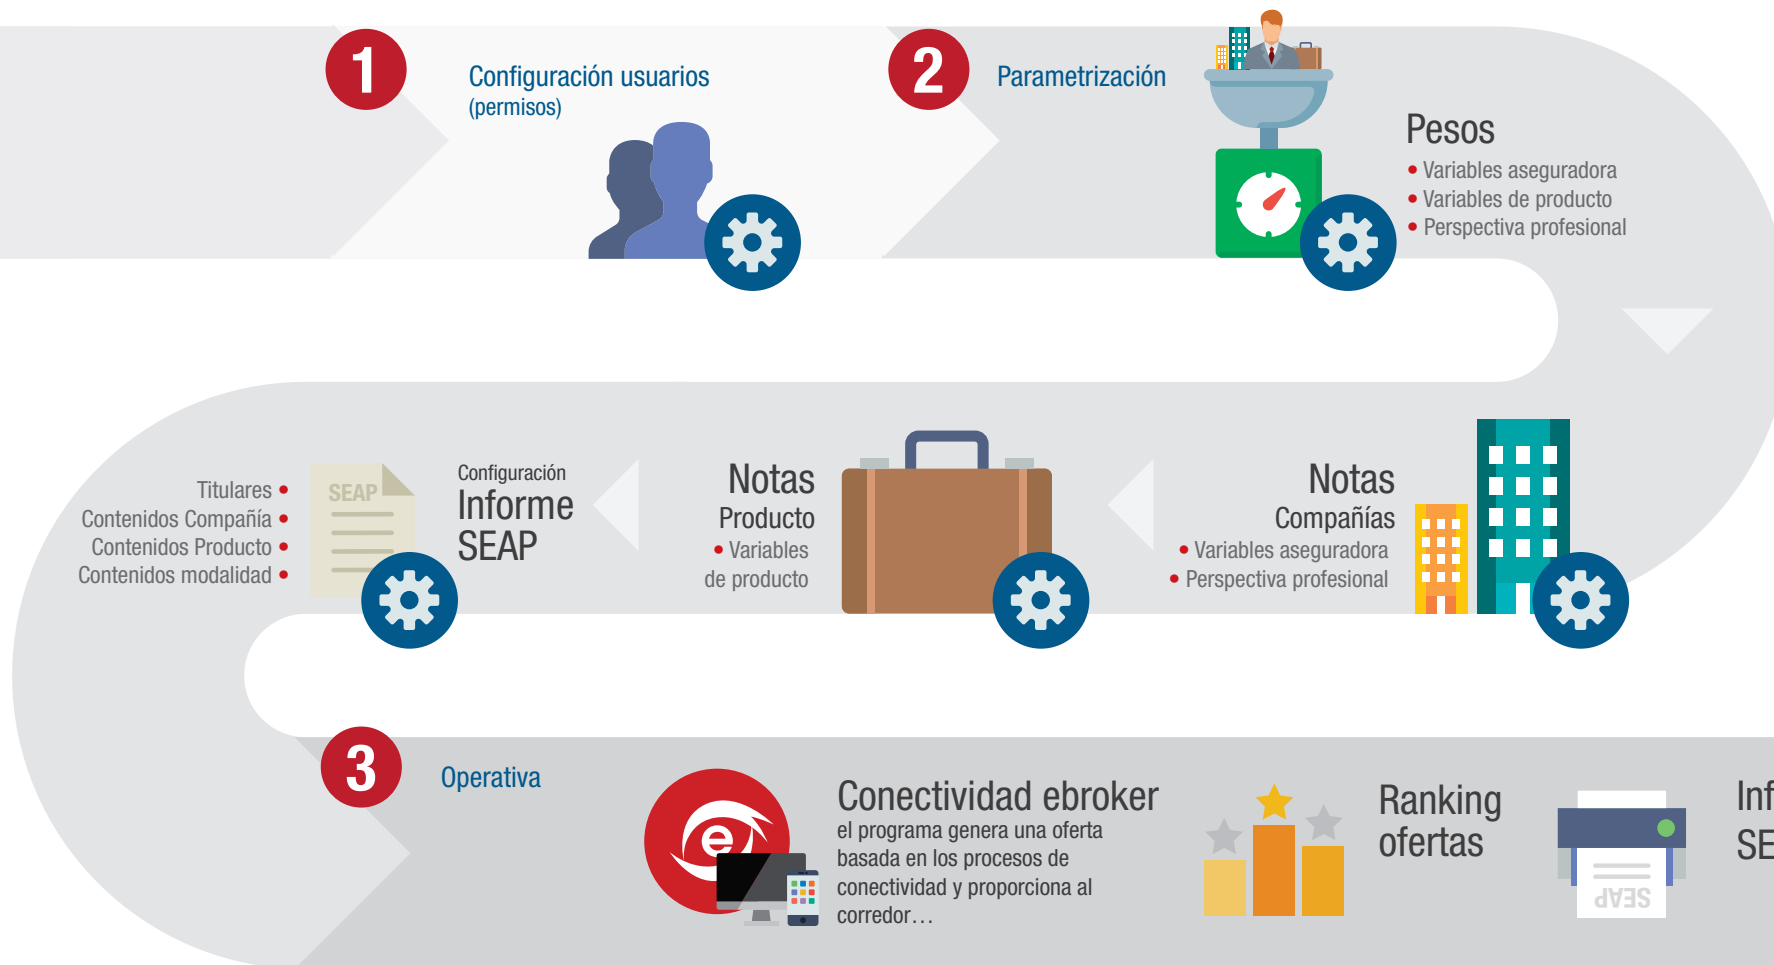 1
Configuración usuarios
(permisos)
2
Parametrización
Pesos
• Variables aseguradora
• Variables de producto
• Perspectiva profesional
Notas
Compañías
• Variables aseguradora
• Perspectiva profesional
Notas
Producto
• Variables
de producto
Configuración
Informe
SEAP
SEAP
Titulares •
Contenidos Compañía •
Contenidos Producto •
Contenidos modalidad •
3
Operativa
e
Conectividad ebroker
el programa genera una oferta
basada en los procesos de
conectividad y proporciona al
corredor...
Ranking
ofertas
SEAP
Inf
SE